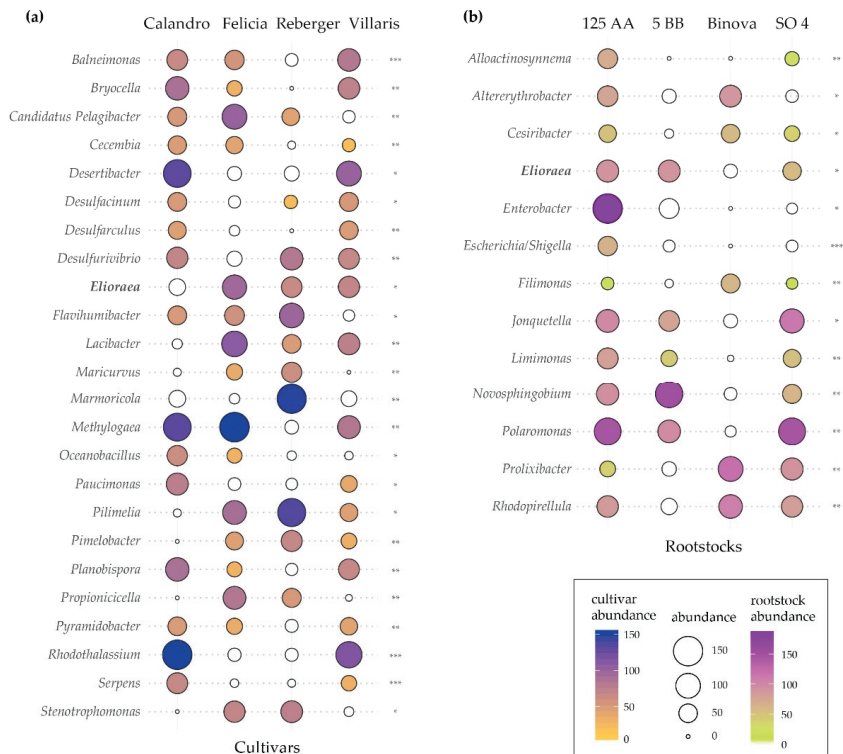 (a)
Calandro Felicia Reberger Villaris
Balneimonas ***
Bryocella **
Candidatus Pelagibacter **
Cecembia **
Desertibacter *
Desulfacinum *
Desulfarculus **
Desulfurivibrio **
Elioraea *
Flavihumibacter *
Lacibacter **
Maricurvus **
Marmoricola **
Methylogaea **
Oceanobacillus *
Paucimonas *
Pilimelia *
Pimelobacter **
Planobispora **
Propionicicella **
Pyramidobacter **
Rhodothalassium ***
Serpens ***
Stenotrophomonas *
Cultivars
(b)
125 AA 5 BB Binova SO 4
Alloactinosynnema **
Altererythrobacter *
Cesiribacter *
Elioraea *
Enterobacter *
Escherichia/Shigella ***
Filimonas **
Jonquetella *
Limimonas **
Novosphingobium **
Polaromonas **
Prolixibacter **
Rhodopirellula **
Rootstocks
cultivar
abundance
150
100
50
0
abundance
150
100
50
0
rootstock
abundance
150
100
50
0